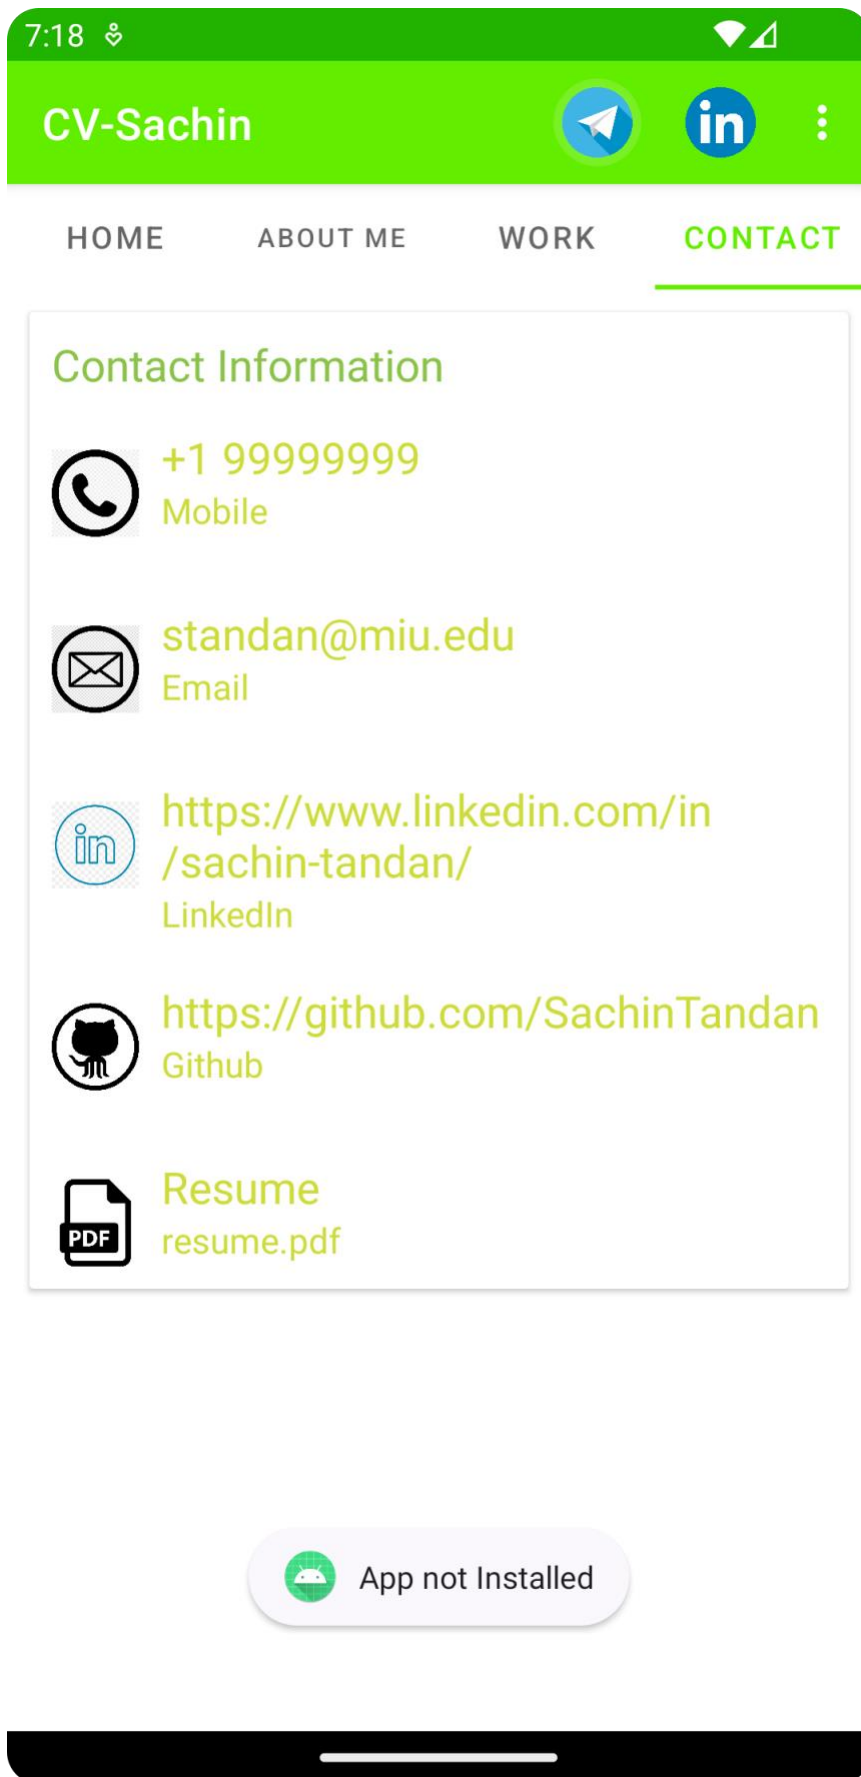 7:18
CV-Sachin
in
HOME ABOUT ME WORK CONTACT
Contact Information
+1 99999999
Mobile
standan@miu.edu
Email
in
https://www.linkedin.com/in
/sachin-tandan/
LinkedIn
https://github.com/SachinTandan
Github
PDF
Resume
resume.pdf
App not Installed